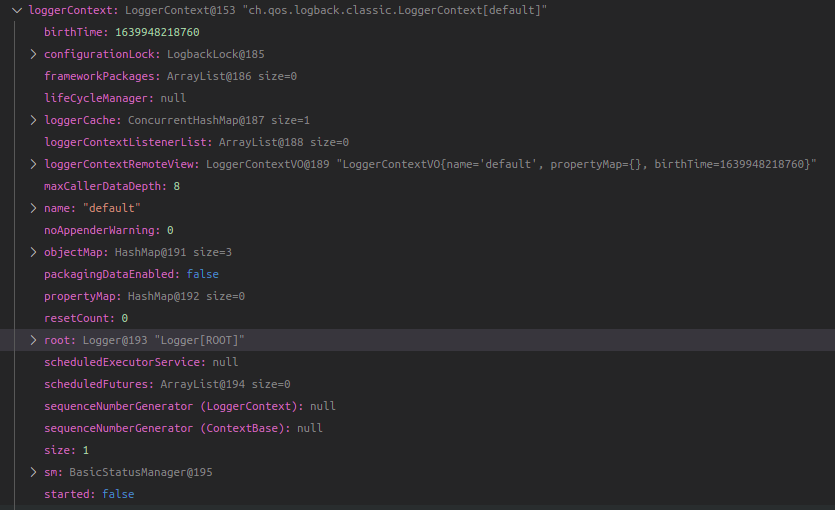 loggerContext: LoggerContext@153 "ch.qos.logback.classic.LoggerContext[default]"
birthTime: 1639948218760
configurationLock: LogbackLock@185
frameworkPackages: ArrayList@186 size=0
lifeCycleManager: null
loggerCache: ConcurrentHashMap@187 size=1
loggerContextListenerList: ArrayList@188 size=0
loggerContextRemoteView: LoggerContextVO@189 "LoggerContextVO{name='default', propertyMap={}, birthTime=1639948218760}"
maxCallerDataDepth: 8
name: "default"
noAppenderWarning: 0
objectMap: HashMap@191 size=3
packagingDataEnabled: false
propertyMap: HashMap@192 size=0
resetCount: 0
root: Logger@193 "Logger[ROOT]"
scheduledExecutorService: null
scheduledFutures: ArrayList@194 size=0
sequenceNumberGenerator (LoggerContext): null
sequenceNumberGenerator (ContextBase): null
size: 1
sm: BasicStatusManager@195
started: false